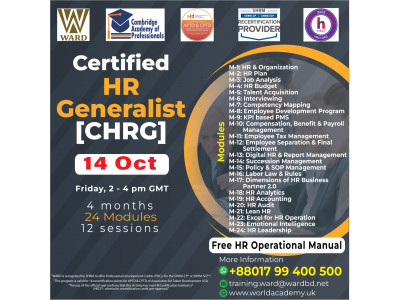 WARD
Cambridge
Academy of
Professionals
atd
SHRM
RECERTIFICATION
PROVIDER
h
Certified
HR
Generalist
[CHRG]
14 Oct
Friday, 2 - 4 pm GMT
4 months
24 Modules
12 sessions
Modules
M-1: HR & Organization
M-2: HR Plan
M-3: Job Analysis
M-4: HR Budget
M-5: Talent Acquisition
M-6: Interviewing
M-7: Competency Mapping
M-8: Employee Development Program
M-9: KPI based PMS
M-10: Compensation, Benefit & Payroll
Management
M-11: Employee Tax Management
M-12: Employee Separation & Final
Settlement
M-13: Digital HR & Report Management
M-14: Succession Management
M-15: Policy & SOP Management
M-16: Labor Law & Rules
M-17: Dimensions of HR Business
Partner 2.0
M-18: HR Analytics
M-19: HR Accounting
M-20: HR Audit
M-21: Lean HR
M-22: Excel for HR Operation
M-23: Emotional Intelligence
M-24: HR Leadership
Free HR Operational Manual
More Information
+88017 99 400 500
training.ward@wardbd.net
www.worldacademy.uk